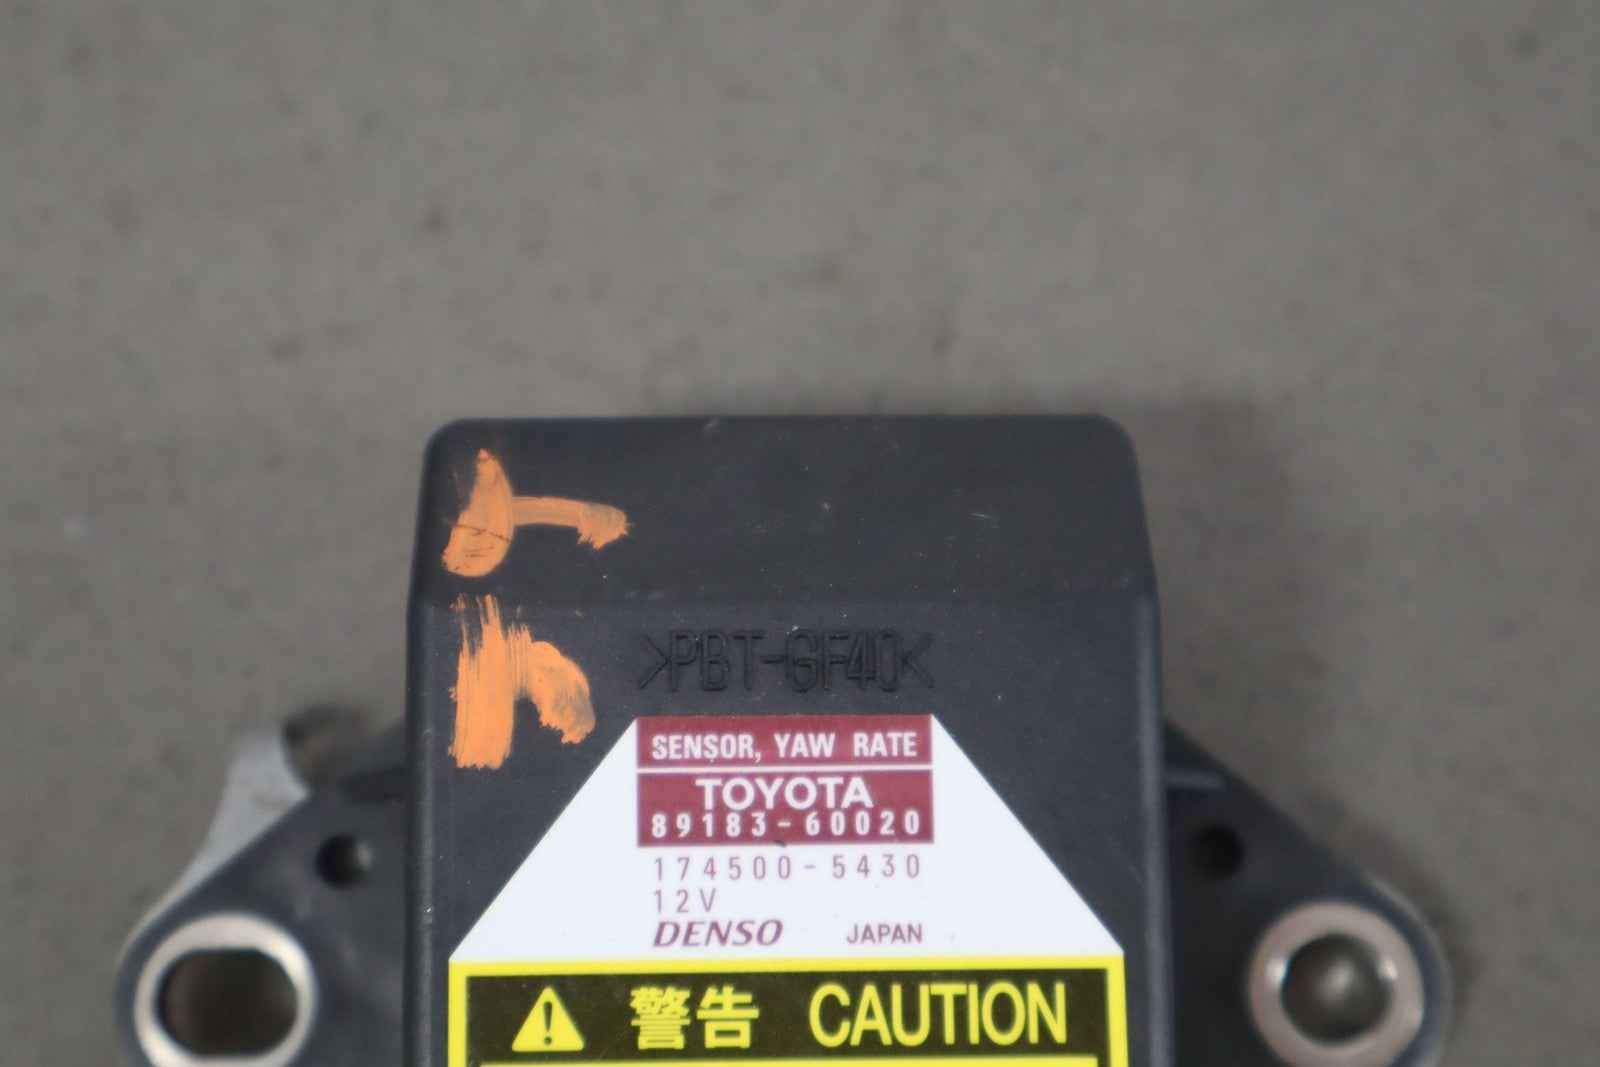 >PBT-GF40<
SENSOR, YAW RATE
TOYOTA
89183-60020
174500-5430
12V
DENSO JAPAN
警告 CAUTION